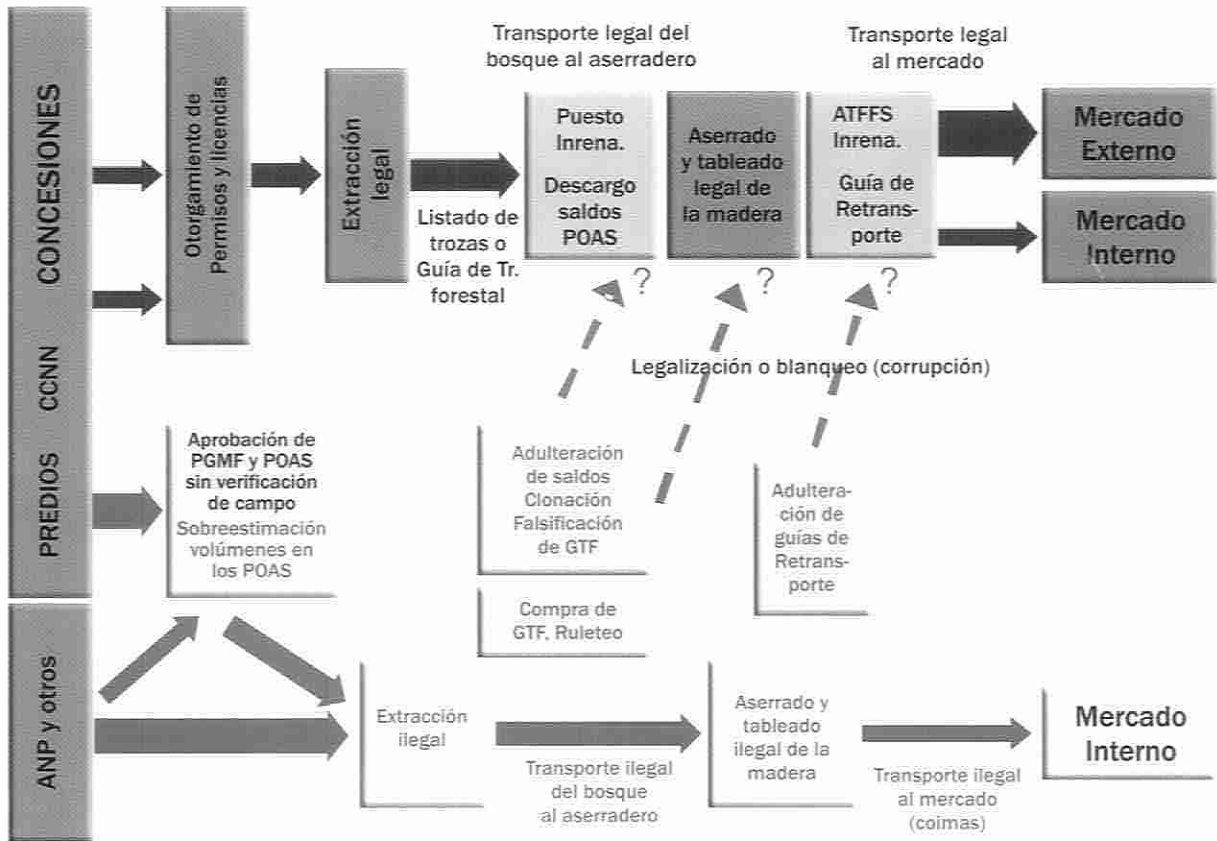 CONCESIONES
CCNN
PREDIOS
ANP y otros
Otorgamiento de
Permisos y licencias
Extracción
legal
Listado de
trozas o
Guía de Tr.
forestal
Transporte legal del
bosque al aserradero
Puesto
Inrena.
Descargo
saldos
POAS
Aserrado
y tableado
legal de
la madera
Transporte legal
al mercado
ATFFS
Inrena.
Guía de
Retrans-
porte
Mercado
Externo
Mercado
Interno
?
?
?
Legalización o blanqueo (corrupción)
Aprobación de
PGMF y POAS
sin verificación
de campo
Sobreestimación
volúmenes en
los POAS
Adulteración
de saldos
Clonación
Falsificación
de GTF
Compra de
GTF, Ruleteo
Adultera-
ción de
guías de
Retrans-
porte
Extracción
ilegal
Transporte ilegal
del bosque
al aserradero
Aserrado y
tableado
ilegal de la
madera
Transporte ilegal
al mercado
(coimas)
Mercado
Interno